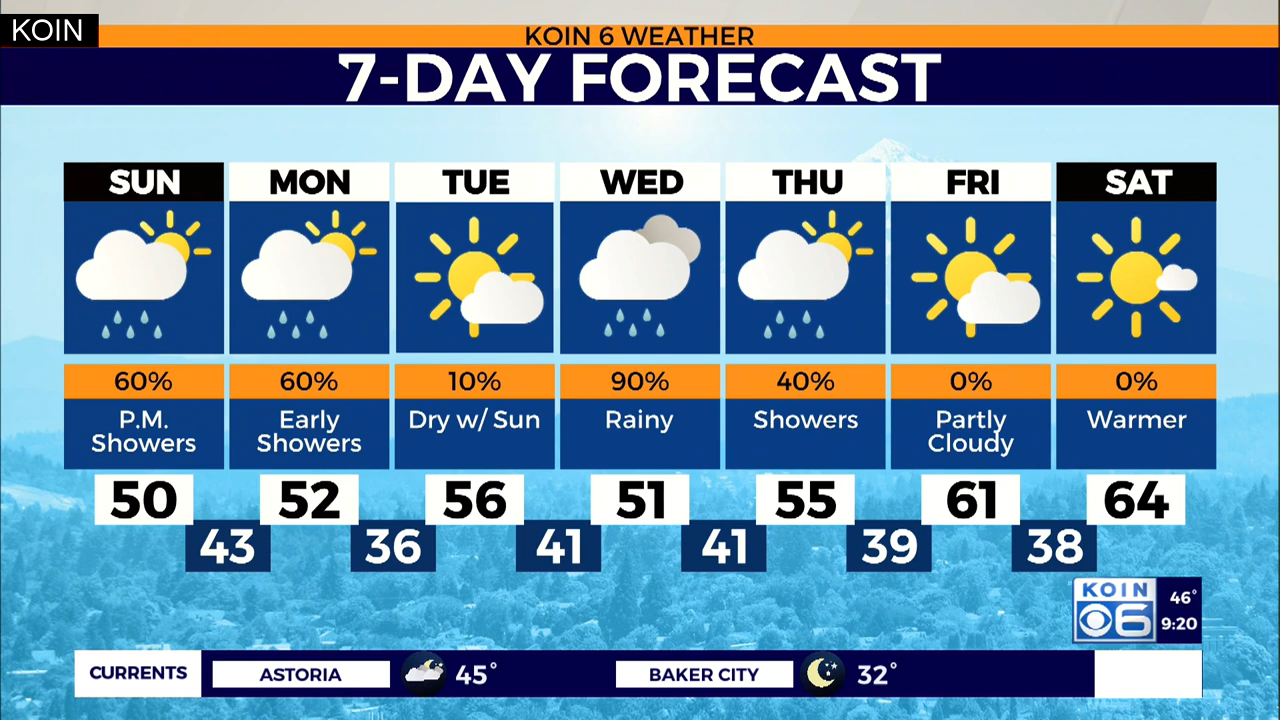 KOIN
KOIN 6 WEATHER
7-DAY FORECAST
SUN MON TUE WED THU FRI SAT
60% 60% 10% 90% 40% 0% 0%
P.M. Early Dry w/ Sun Rainy Showers Partly Warmer
Showers Showers Cloudy
50 52 56 51 55 61 64
43 36 41 41 39 38
KOIN 46°
6 9:20
CURRENTS ASTORIA 45° BAKER CITY 32°